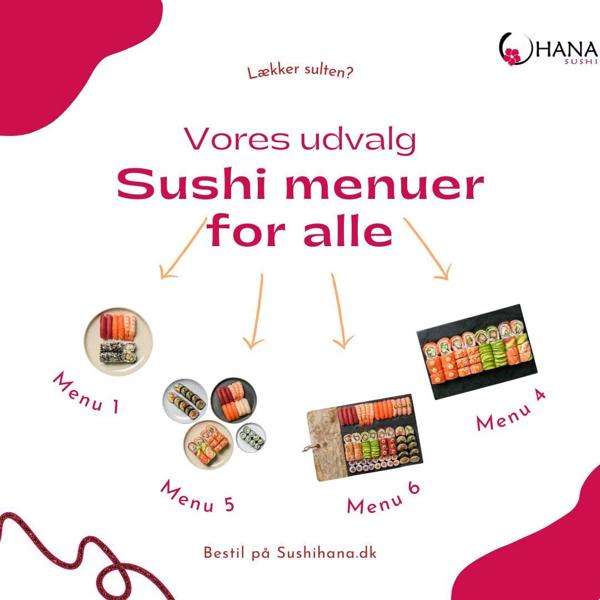 HANA
SUSHI
Lækker sulten?
Vores udvalg
Sushi menuer
for alle
Menu 1
Menu 5
Menu 6
Menu 4
Bestil på Sushihana.dk